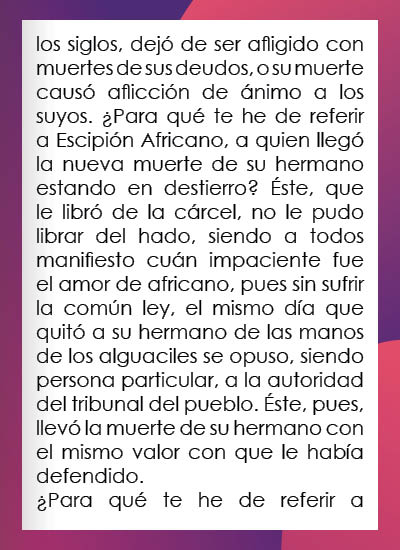 los siglos, dejó de ser afligido con
muertes de sus deudos, o su muerte
causó aflicción de ánimo a los
suyos. ¿Para qué te he de referir
a Escipión Africano, a quien llegó
la nueva muerte de su hermano
estando en destierro? Éste, que
le libró de la cárcel, no le pudo
librar del hado, siendo a todos
manifiesto cuán impaciente fue
el amor de africano, pues sin sufrir
la común ley, el mismo día que
quitó a su hermano de las manos
de los alguaciles se opuso, siendo
persona particular, a la autoridad
del tribunal del pueblo. Éste, pues,
llevó la muerte de su hermano con
el mismo valor con que le había
defendido.
¿Para qué te he de referir a